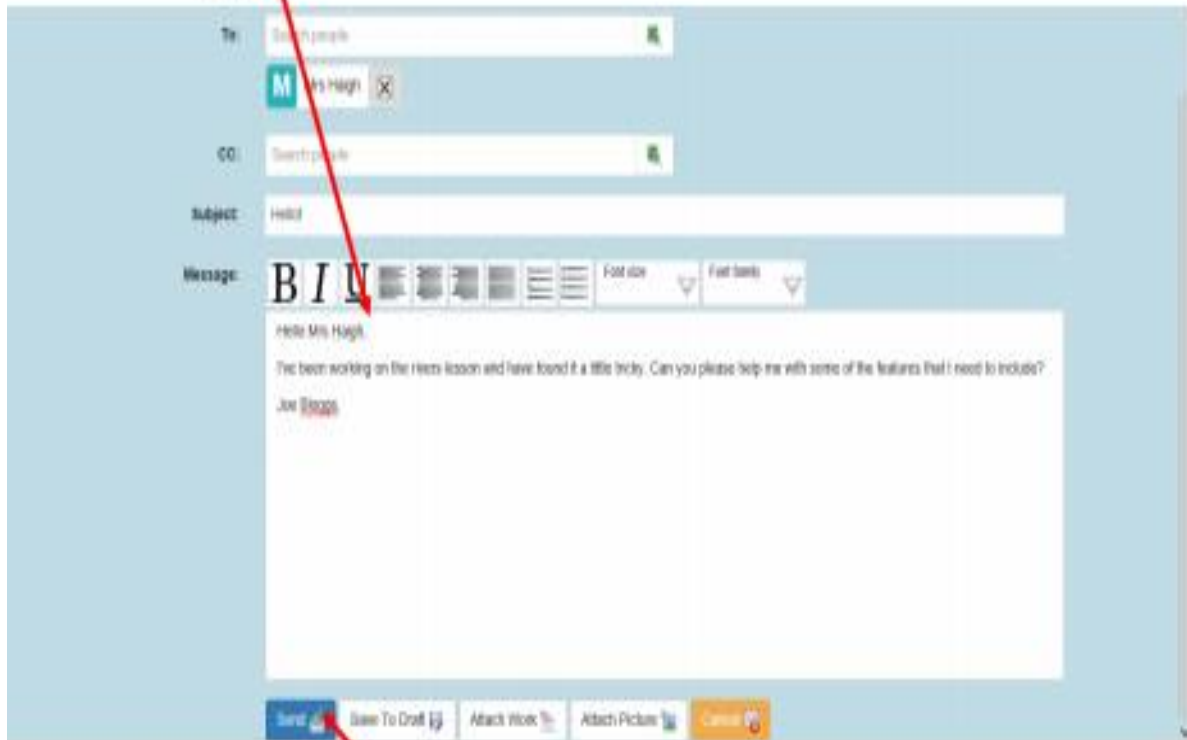 To:
Search people
M Mrs Haigh
CC:
Search people
Subject:
Hello!
Message:
B I U Font size Font family
Hello Mrs Haigh,
I've been working on the rivers lesson and have found it a little tricky. Can you please help me with some of the features that I need to include?
Joe Bloggs.
Send Save To Draft Attach Work Attach Picture Cancel